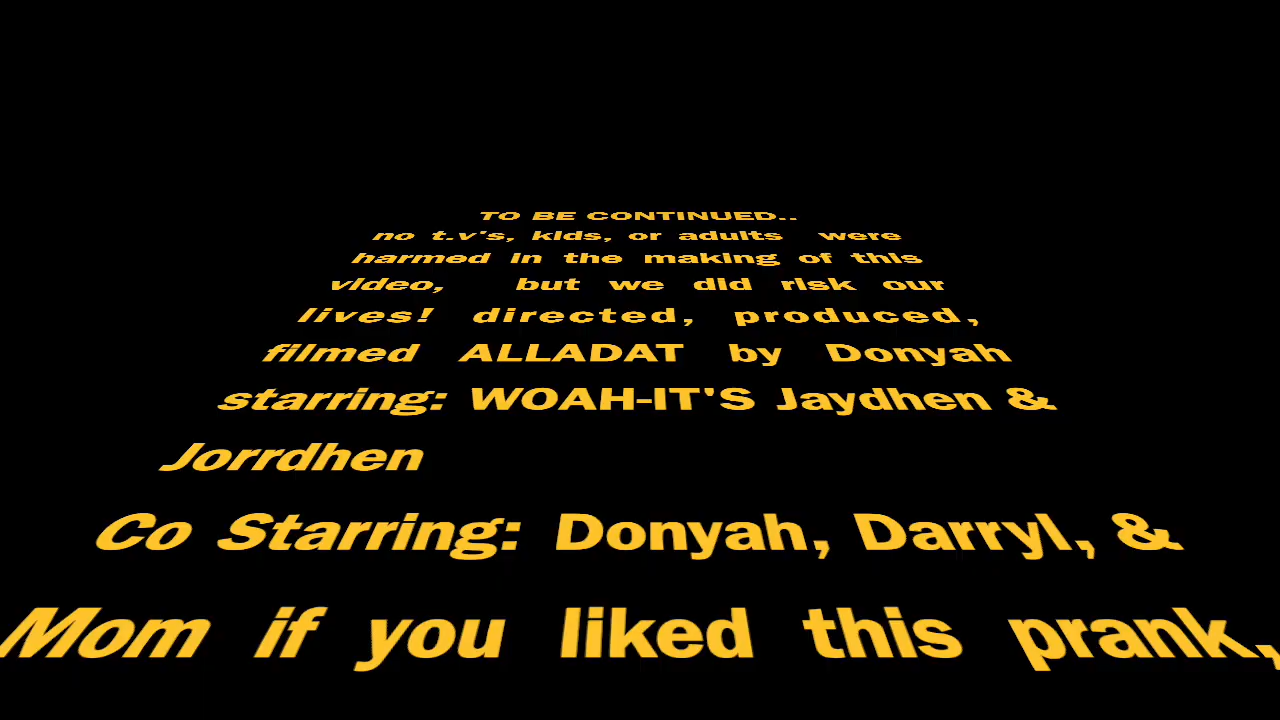 TO BE CONTINUED..
no t.v's, kids, or adults were
harmed in the making of this
video, but we did risk our
lives! directed, produced,
filmed ALLADAT by Donyah
starring: WOAH-IT'S Jaydhen &
Jorrdhen
Co Starring: Donyah, Darryl, &
Mom if you liked this prank,